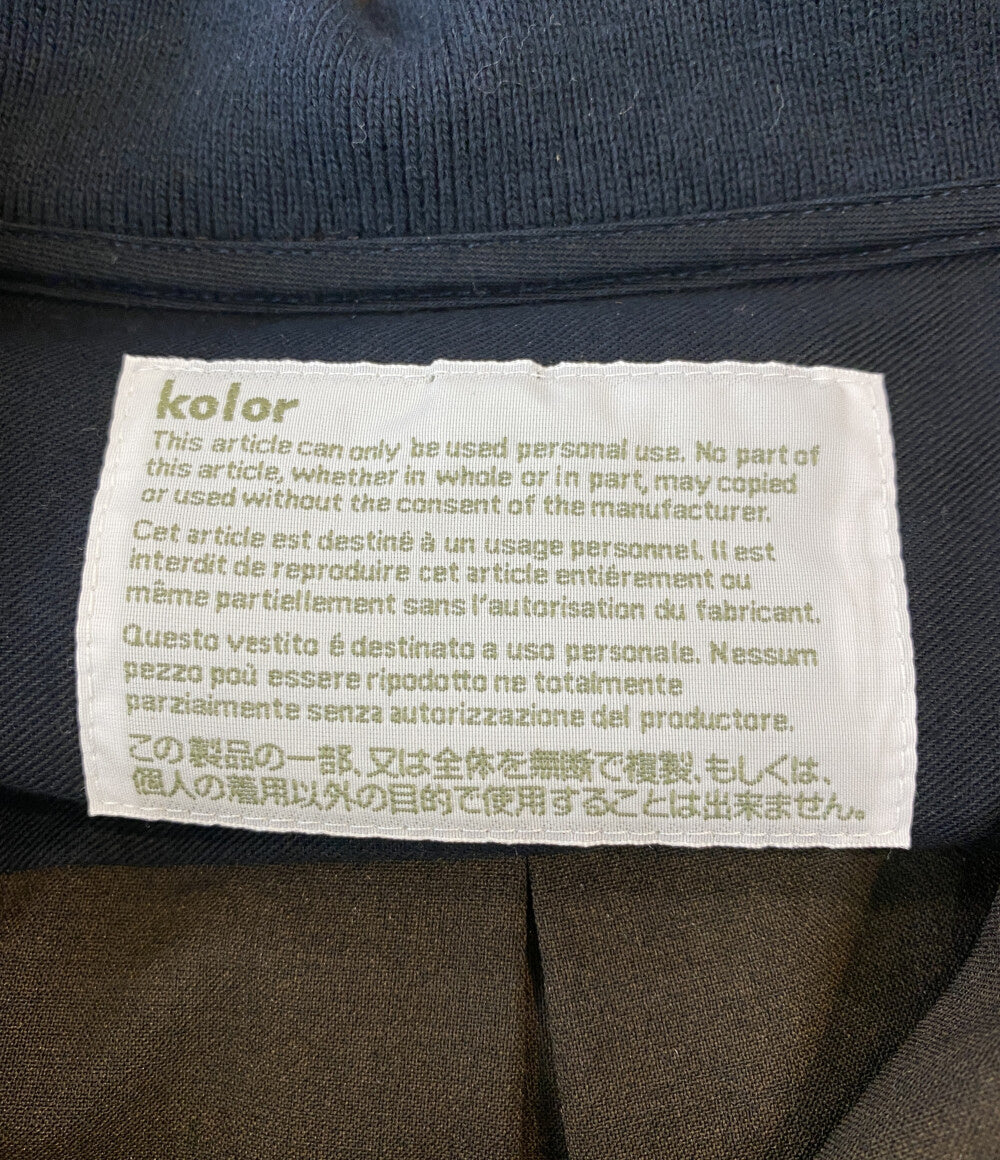 kolor
This article can only be used personal use. No part of
this article, whether in whole or in part, may copied
or used without the consent of the manufacturer.
Cet article est destiné à un usage personnel. Il est
interdit de reproduire cet article entiérement ou
même partiellement sans l'autorisation du fabricant.
Questo vestito é destinato a uso personale. Nessum
pezzo poù essere ripodotto ne totalmente
parzialmente senza autorizzazione del productore.
この製品の一部、又は全体を無断で複製、もしくは、
個人の着用以外の目的で使用することは出来ません。